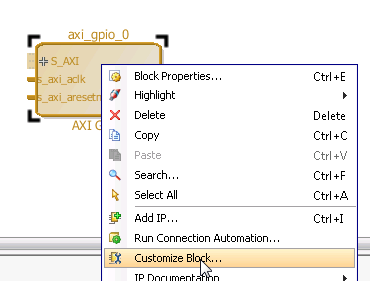 axi_gpio_0
S_AXI
s_axi_aclk
s_axi_aresetn
AXI G
Block Properties... Ctrl+E
Highlight
Delete Delete
Copy Ctrl+C
Paste Ctrl+V
Search... Ctrl+F
Select All Ctrl+A
Add IP... Ctrl+I
Run Connection Automation...
Customize Block...
IP Documentation